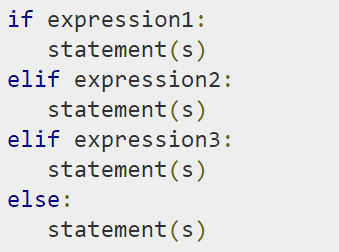 if expression1:
   statement(s)
elif expression2:
   statement(s)
elif expression3:
   statement(s)
else:
   statement(s)